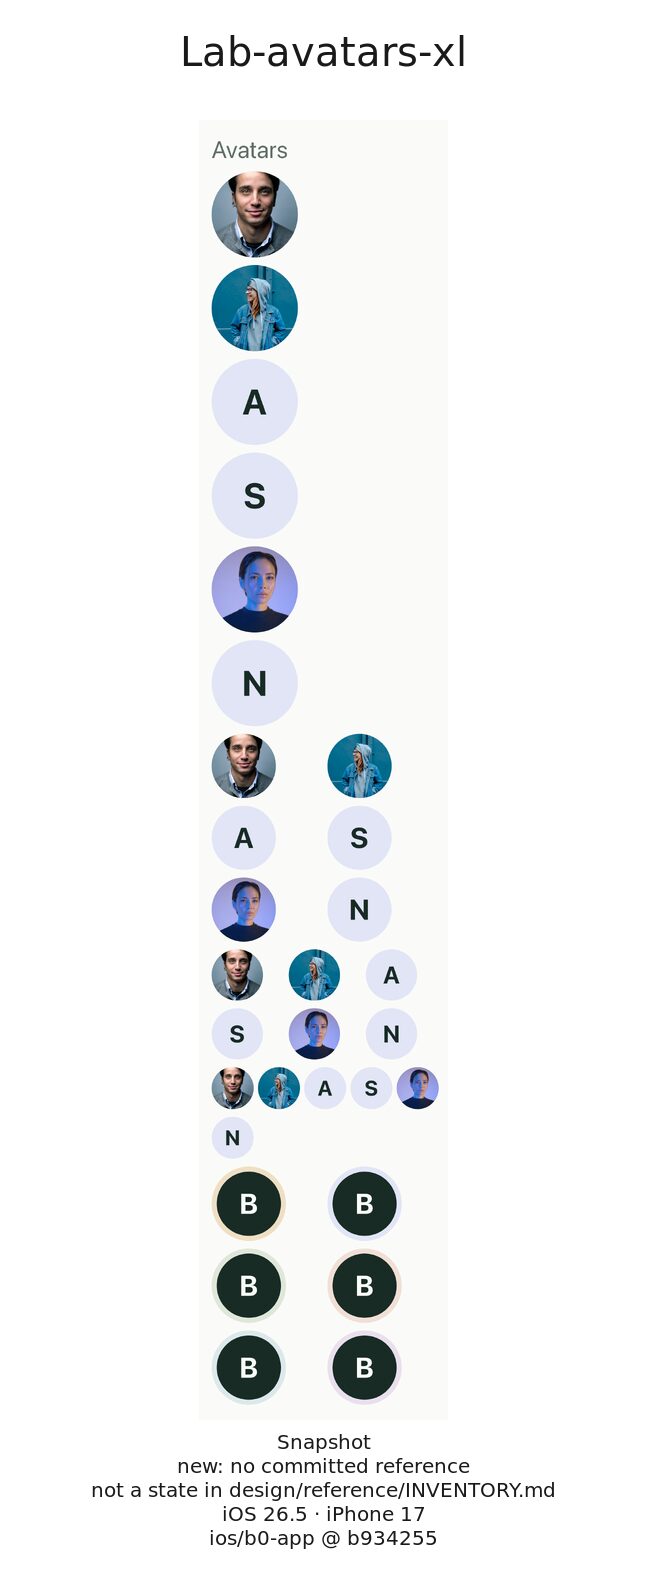 Lab-avatars-xl
Avatars
A
S
N
A S
N
A
S N
A S
N
B B
B B
B B
Snapshot
new: no committed reference
not a state in design/reference/INVENTORY.md
iOS 26.5 · iPhone 17
ios/b0-app @ b934255